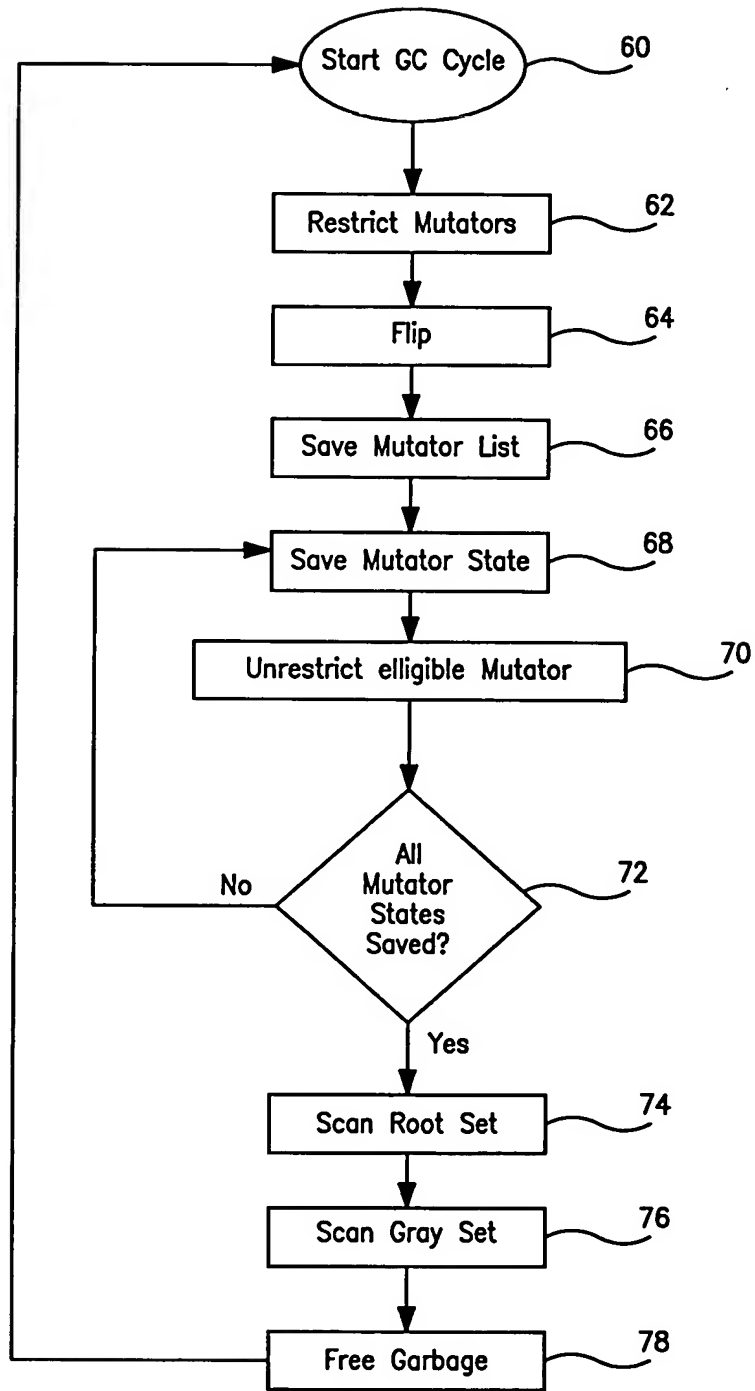 Start GC Cycle
60
Restrict Mutators
62
Flip
64
Save Mutator List
66
Save Mutator State
68
Unrestrict elligible Mutator
70
All
Mutator
States
Saved?
72
No
Yes
Scan Root Set
74
Scan Gray Set
76
Free Garbage
78